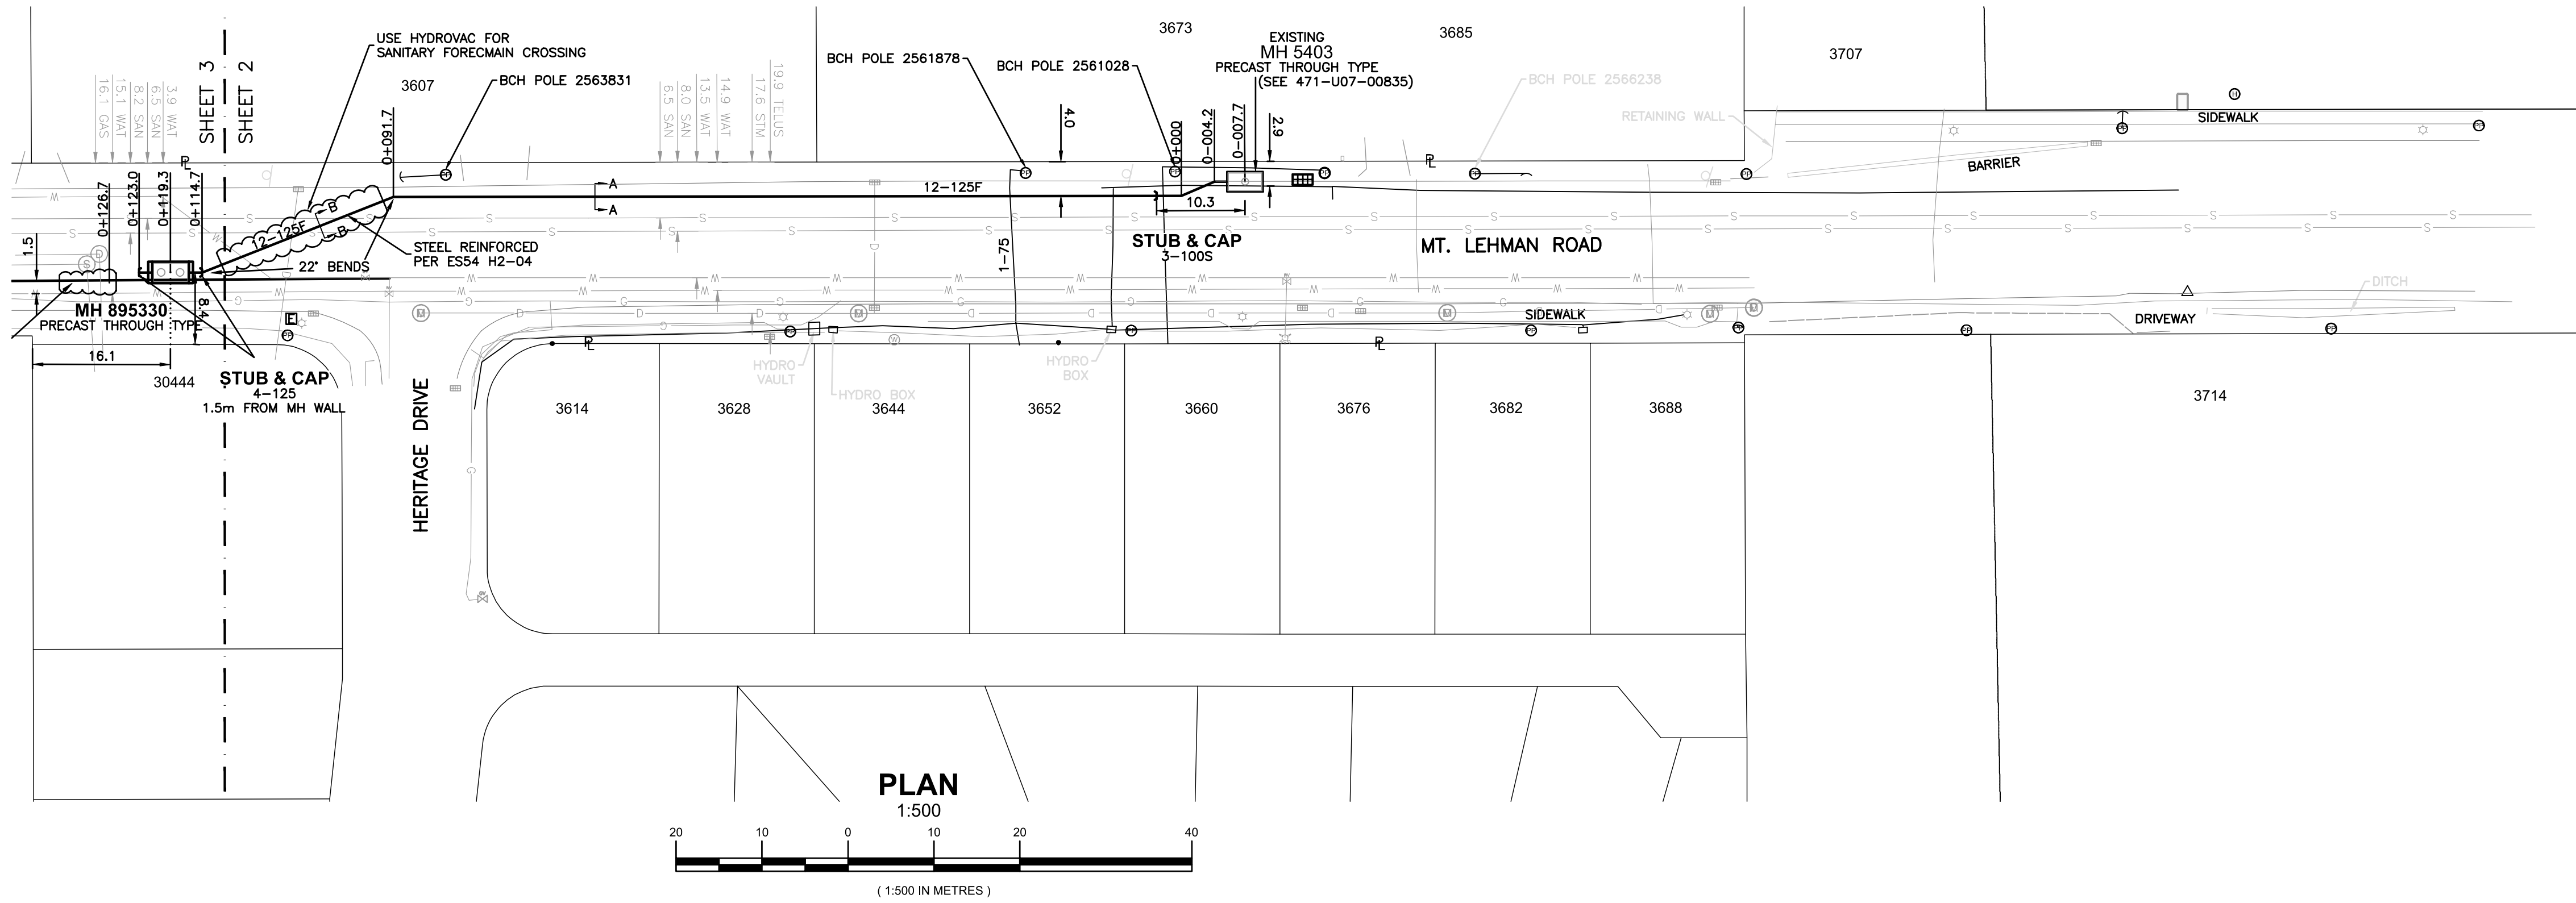 3673
3685
3707
USE HYDROVAC FOR
SANITARY FORECMAIN CROSSING
3607
BCH POLE 2563831
BCH POLE 2561878
BCH POLE 2561028
EXISTING
MH 5403
PRECAST THROUGH TYPE
(SEE 471-U07-00835)
BCH POLE 2566238
RETAINING WALL
SIDEWALK
BARRIER
SHEET 3
SHEET 2
16.1 GAS
15.1 WAT
8.2 SAN
6.5 SAN
3.9 WAT
6.5 SAN
8.0 SAN
13.5 WAT
14.9 WAT
17.6 STM
19.9 TELUS
0+126.7
0+123.0
0+119.3
0+114.7
0+091.7
4.0
0+000
0-004.2
0-007.7
2.9
A
A
B
B
12-125F
12-125F
10.3
STEEL REINFORCED
PER ES54 H2-04
22° BENDS
1-75
STUB & CAP
3-100S
MT. LEHMAN ROAD
1.5
8.4
MH 895330
PRECAST THROUGH TYPE
16.1
30444
STUB & CAP
4-125
1.5m FROM MH WALL
HERITAGE DRIVE
HYDRO
VAULT
HYDRO BOX
HYDRO
BOX
SIDEWALK
DRIVEWAY
DITCH
3614
3628
3644
3652
3660
3676
3682
3688
3714
PLAN
1:500
20 10 0 10 20 40
( 1:500 IN METRES )